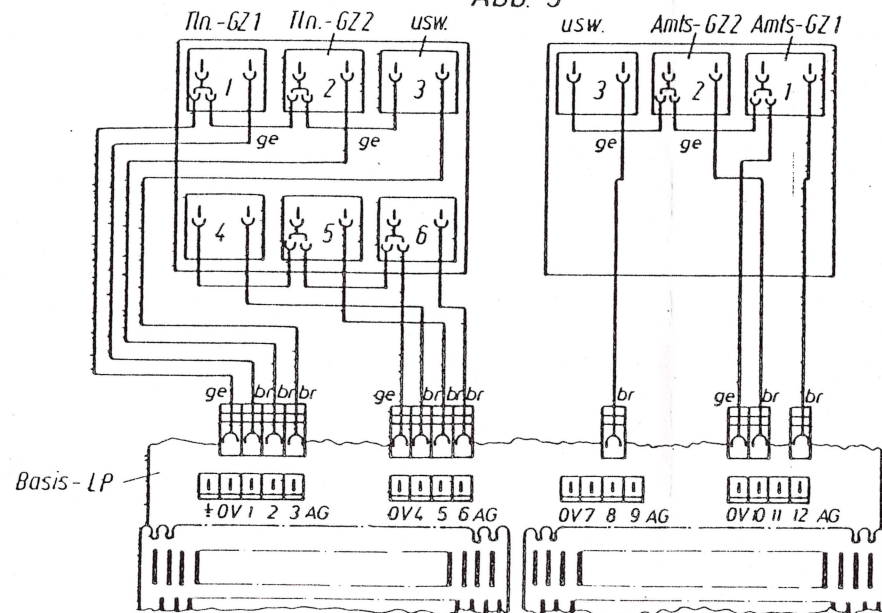 Abb. 5
Tln.-GZ1 Tln.-GZ2 usw. usw. Amts-GZ2 Amts-GZ1
1 2 3 3 2 1
ge ge ge ge
4 5 6
ge br br br ge br br br br ge br br
Basis-LP
0V 1 2 3 AG 0V 4 5 6 AG 0V 7 8 9 AG 0V 10 11 12 AG